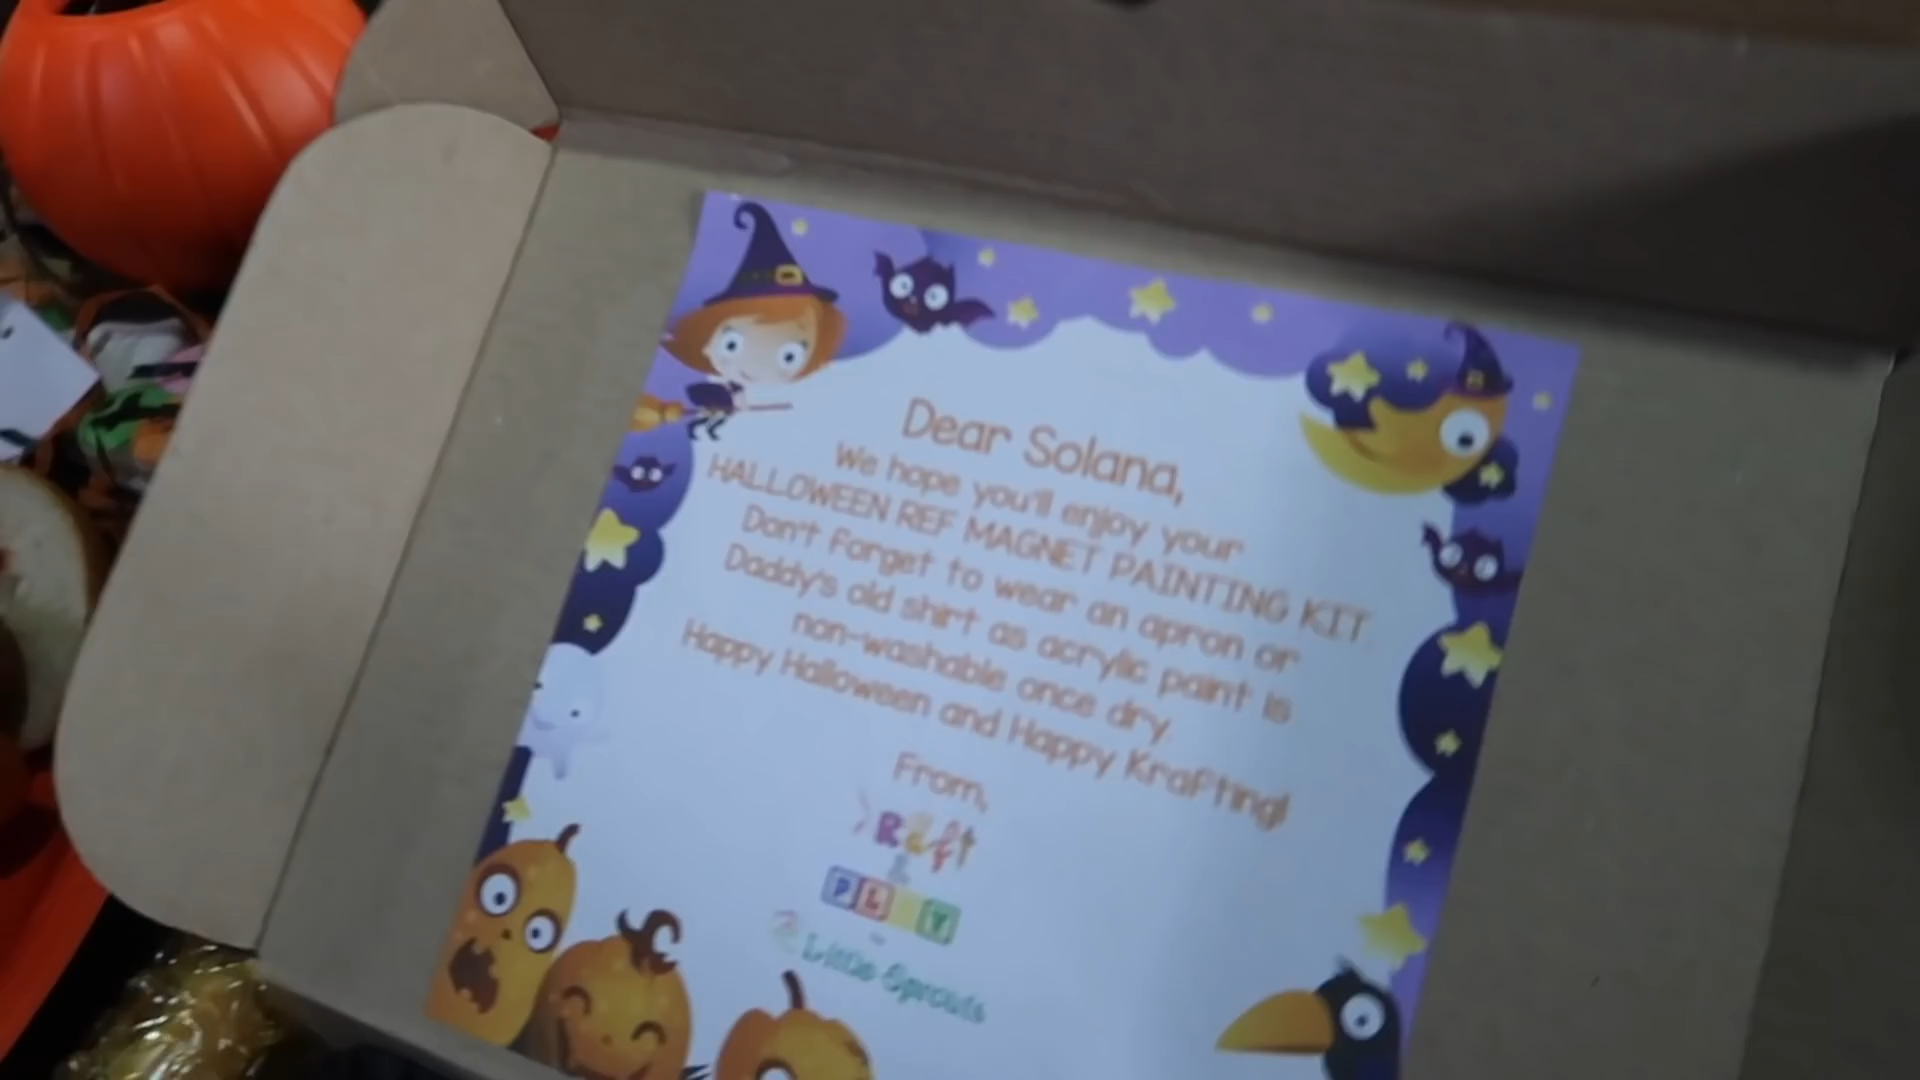 Dear Solana,
We hope you'll enjoy your
HALLOWEEN REF MAGNET PAINTING KIT.
Don't forget to wear an apron or
Daddy's old shirt as acrylic paint is
non-washable once dry.
Happy Halloween and Happy Krafting!
From,
KRaft
&
PLAY
Little Sprouts